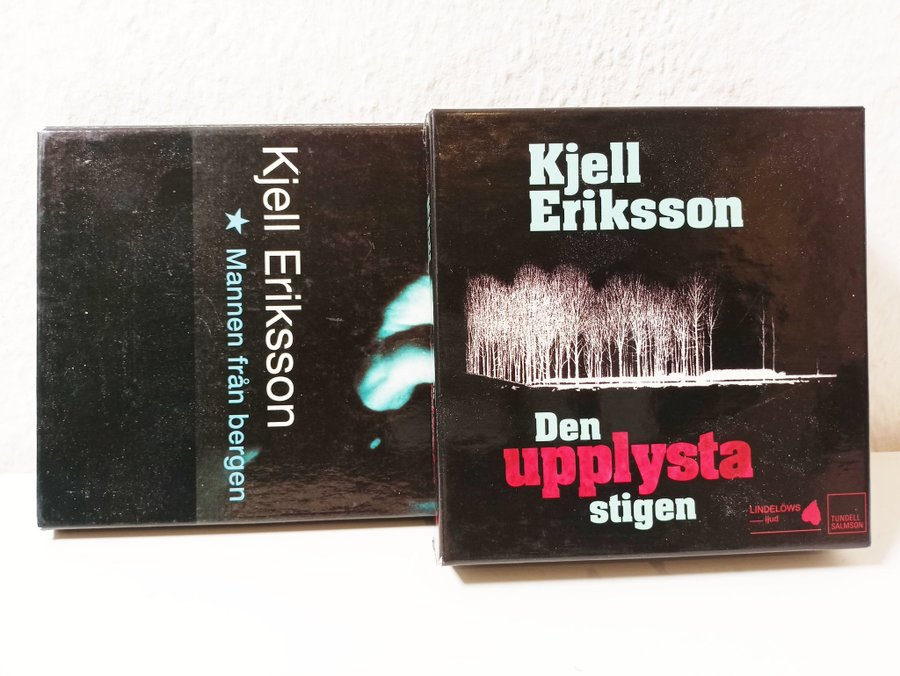 Kjell Eriksson
★ Mannen från bergen
Kjell
Eriksson
Den
upplysta
stigen
LINDELÖWS
ljud
TUNDELL
SALMSON